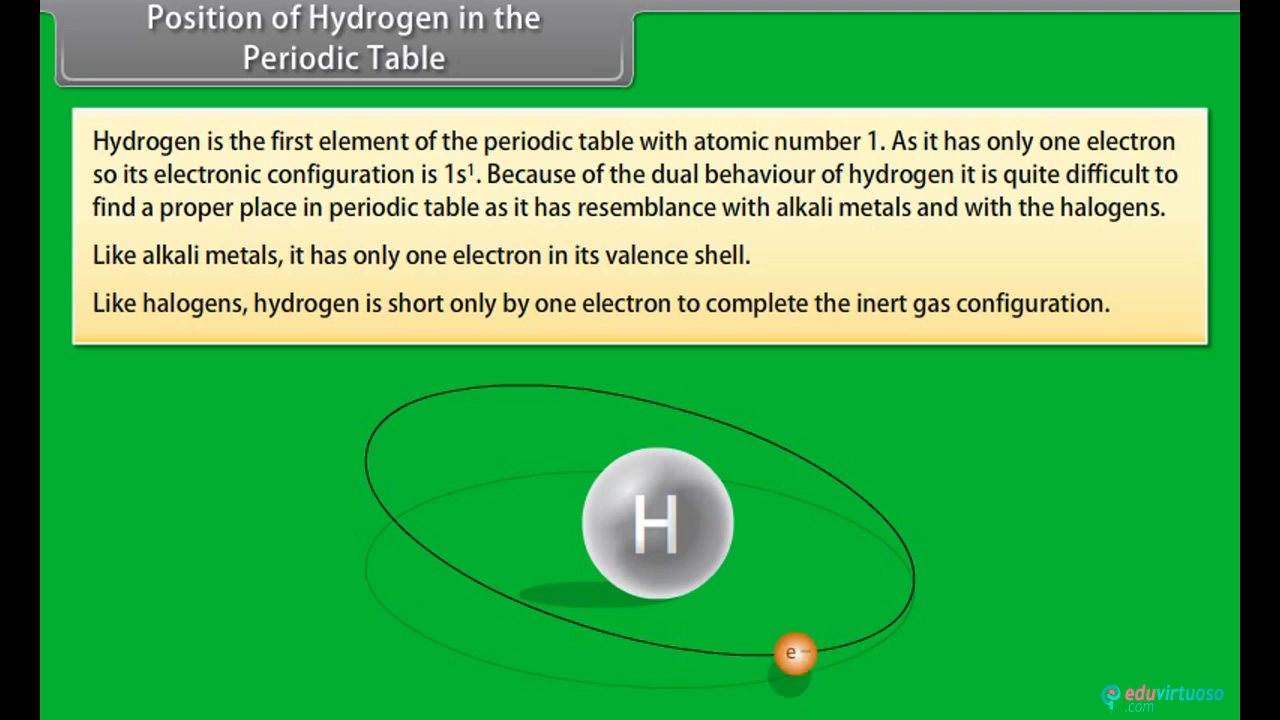 Position of Hydrogen in the
Periodic Table
Hydrogen is the first element of the periodic table with atomic number 1. As it has only one electron
so its electronic configuration is 1s¹. Because of the dual behaviour of hydrogen it is quite difficult to
find a proper place in periodic table as it has resemblance with alkali metals and with the halogens.
Like alkali metals, it has only one electron in its valence shell.
Like halogens, hydrogen is short only by one electron to complete the inert gas configuration.
H
e⁻
eduvirtuoso
.com